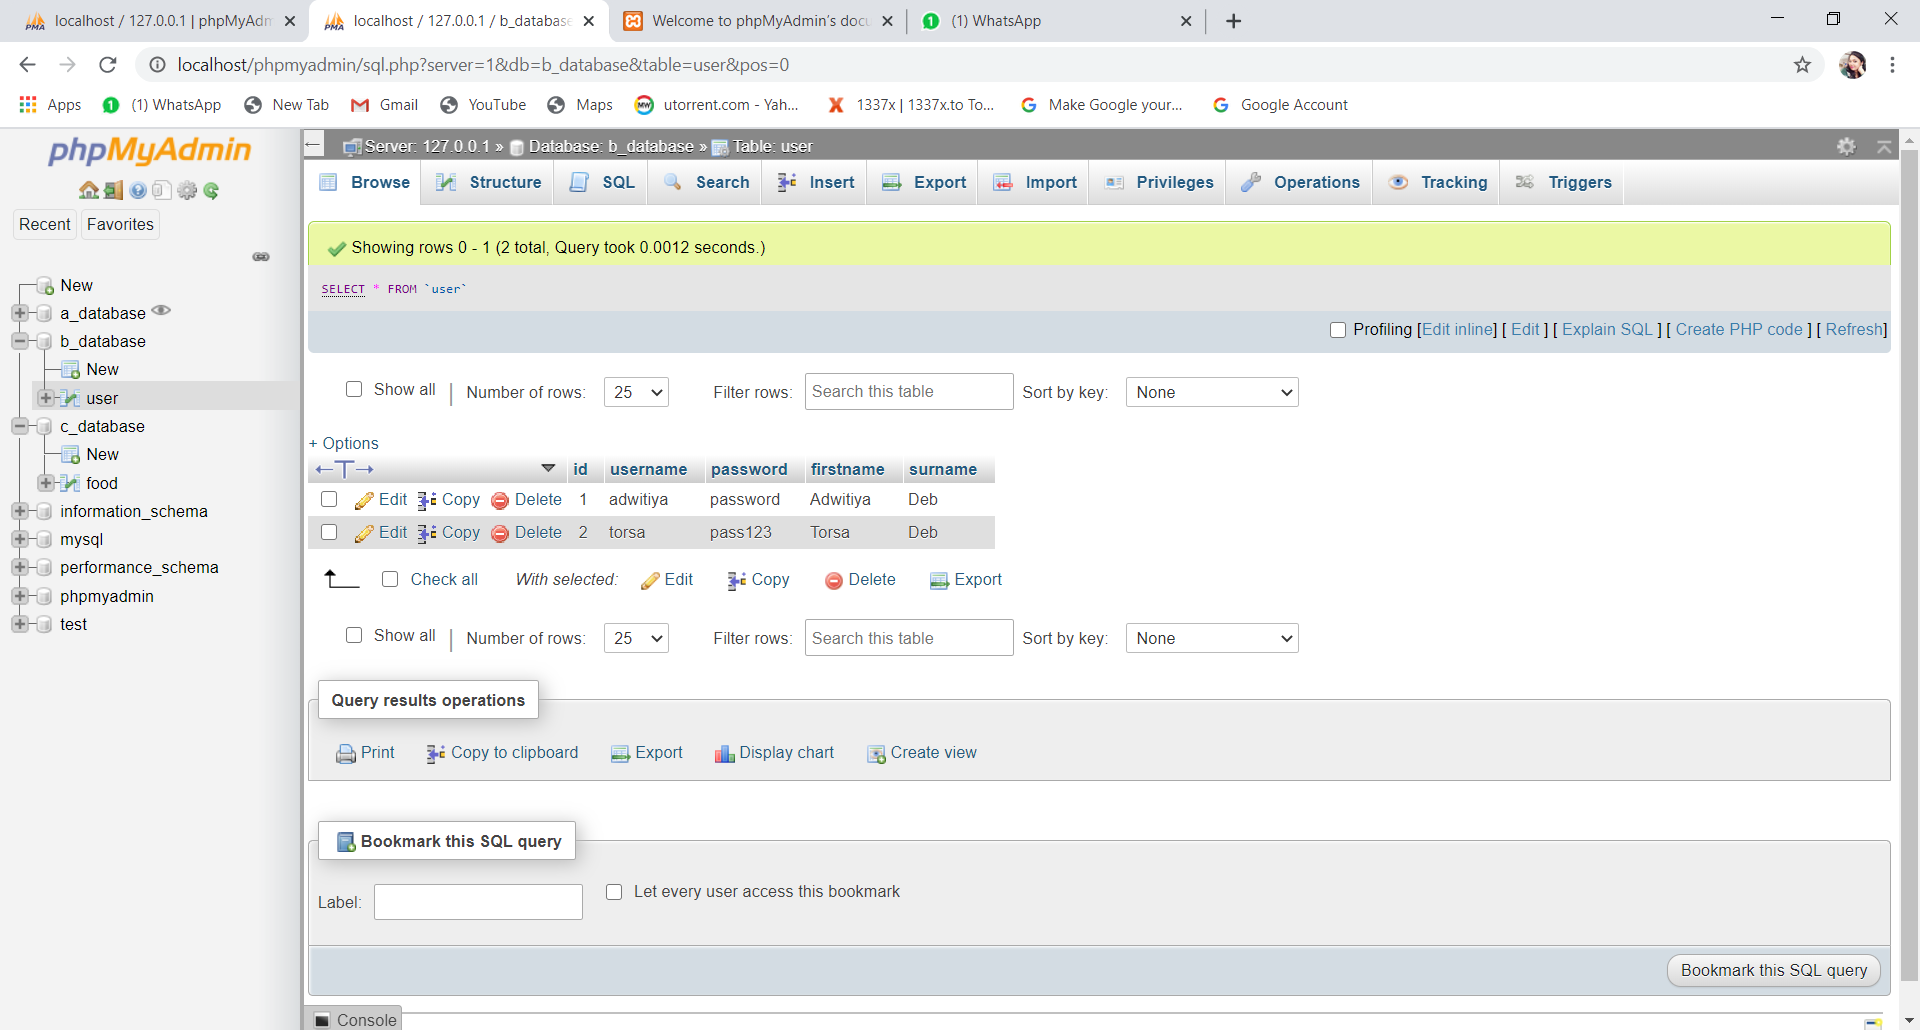 localhost / 127.0.0.1 | phpMyAdm
localhost / 127.0.0.1 / b_database
Welcome to phpMyAdmin's docu
(1) WhatsApp
localhost/phpmyadmin/sql.php?server=1&db=b_database&table=user&pos=0
Apps (1) WhatsApp New Tab Gmail YouTube Maps utorrent.com - Yah... 1337x | 1337x.to To... Make Google your... Google Account
phpMyAdmin
Recent Favorites
New
a_database
b_database
New
user
c_database
New
food
information_schema
mysql
performance_schema
phpmyadmin
test
Server: 127.0.0.1 » Database: b_database » Table: user
Browse Structure SQL Search Insert Export Import Privileges Operations Tracking Triggers
Showing rows 0 - 1 (2 total, Query took 0.0012 seconds.)
SELECT * FROM `user`
Profiling [Edit inline] [ Edit ] [ Explain SQL ] [ Create PHP code ] [ Refresh]
Show all | Number of rows: 25 Filter rows: Search this table Sort by key: None
+ Options
id username password firstname surname
Edit Copy Delete 1 adwitiya password Adwitiya Deb
Edit Copy Delete 2 torsa pass123 Torsa Deb
Check all With selected: Edit Copy Delete Export
Show all | Number of rows: 25 Filter rows: Search this table Sort by key: None
Query results operations
Print Copy to clipboard Export Display chart Create view
Bookmark this SQL query
Label: Let every user access this bookmark
Bookmark this SQL query
Console